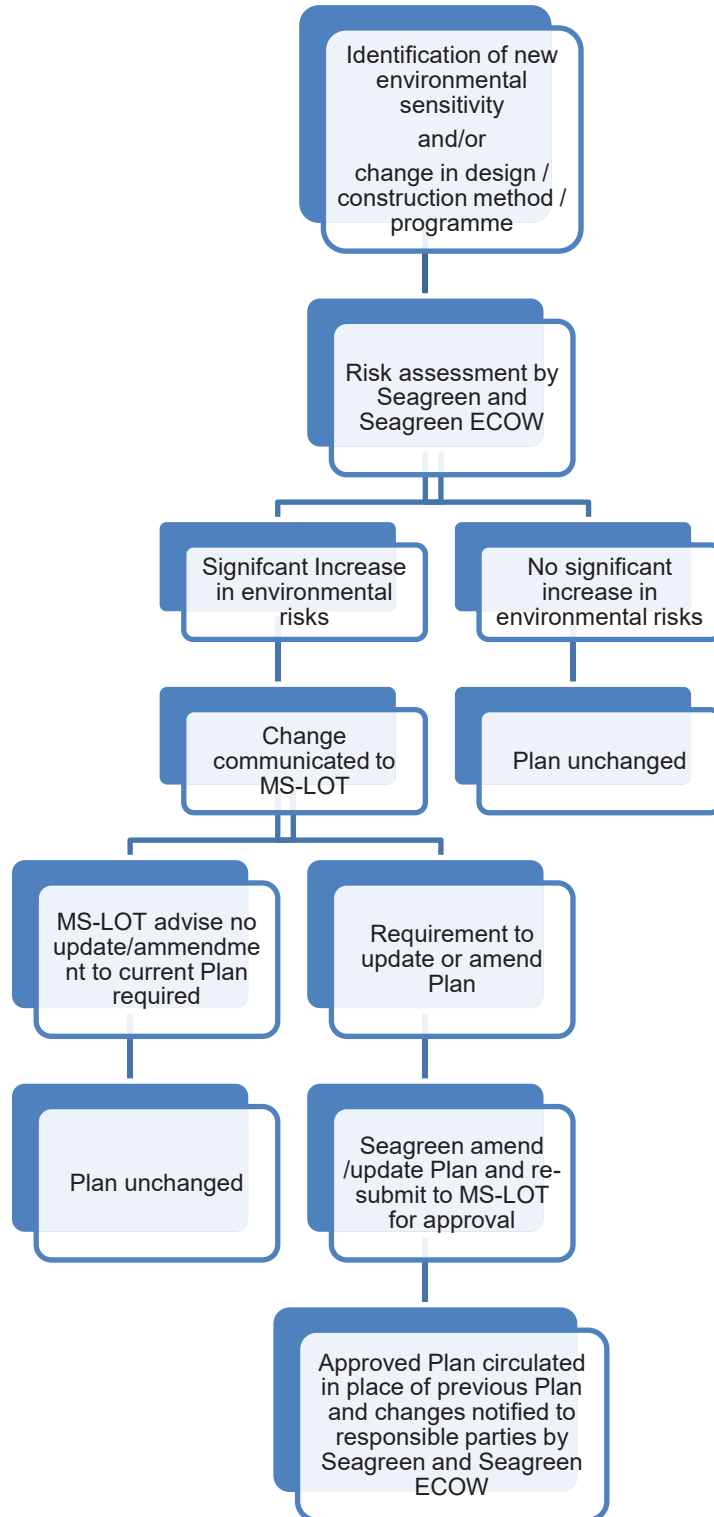 Identification of new
environmental
sensitivity
and/or
change in design /
construction method /
programme
Risk assessment by
Seagreen and
Seagreen ECOW
Signifcant Increase
in environmental
risks
No significant
increase in
environmental risks
Change
communicated to
MS-LOT
Plan unchanged
MS-LOT advise no
update/ammendme
nt to current Plan
required
Requirement to
update or amend
Plan
Plan unchanged
Seagreen amend
/update Plan and re-
submit to MS-LOT
for approval
Approved Plan circulated
in place of previous Plan
and changes notified to
responsible parties by
Seagreen and Seagreen
ECOW